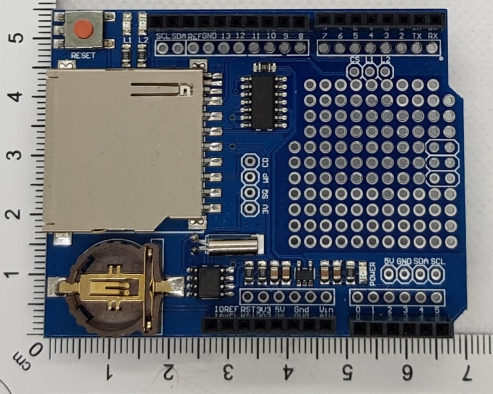 5
4
3
2
1
0
cm
1
2
3
4
5
6
7
RESET
L1 L2
SCL SDA REF GND 13 12 11 10 9 8
7 6 5 4 3 2 TX RX
CS L1 L2
CD
WP
SQ
3V
5V GND SDA SCL
POWER
IOREF RST 3V3 5V Gnd Vin
0 1 2 3 4 5